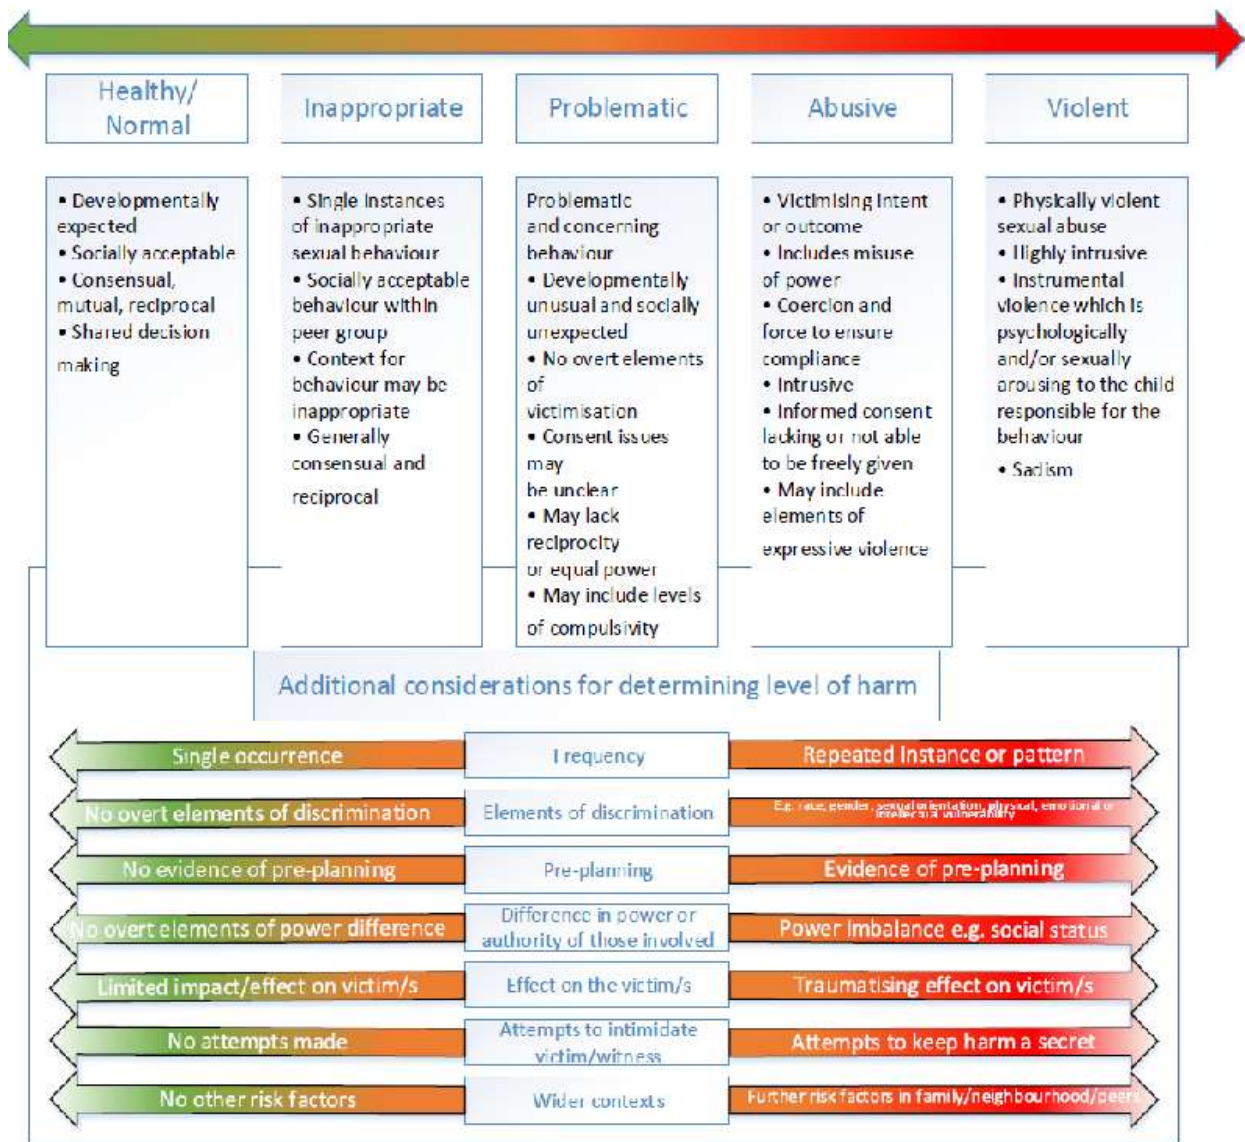 Healthy/
Normal
Inappropriate
Problematic
Abusive
Violent
• Developmentally
expected
• Socially acceptable
• Consensual,
mutual, reciprocal
• Shared decision
making
• Single instances
of inappropriate
sexual behaviour
• Socially acceptable
behaviour within
peer group
• Context for
behaviour may be
inappropriate
• Generally
consensual and
reciprocal
Problematic
and concerning
behaviour
• Developmentally
unusual and socially
unexpected
• No overt elements
of
victimisation
• Consent issues
may
be unclear
• May lack
reciprocity
or equal power
• May include levels
of compulsivity
• Victimising intent
or outcome
• Includes misuse
of power
• Coercion and
force to ensure
compliance
• Intrusive
• Informed consent
lacking or not able
to be freely given
• May include
elements of
expressive violence
• Physically violent
sexual abuse
• Highly intrusive
• Instrumental
violence which is
psychologically
and/or sexually
arousing to the child
responsible for the
behaviour
• Sadism
Additional considerations for determining level of harm
Single occurrence
Frequency
Repeated Instance or pattern
No overt elements of discrimination
Elements of discrimination
E.g. race, gender, sexual orientation, physical, emotional or
intellectual vulnerability
No evidence of pre-planning
Pre-planning
Evidence of pre-planning
No overt elements of power difference
Difference in power or
authority of those involved
Power Imbalance e.g. social status
Limited impact/effect on victim/s
Effect on the victim/s
Traumatising effect on victim/s
No attempts made
Attempts to intimidate
victim/witness
Attempts to keep harm a secret
No other risk factors
Wider contexts
Further risk factors in family/neighbourhood/peers